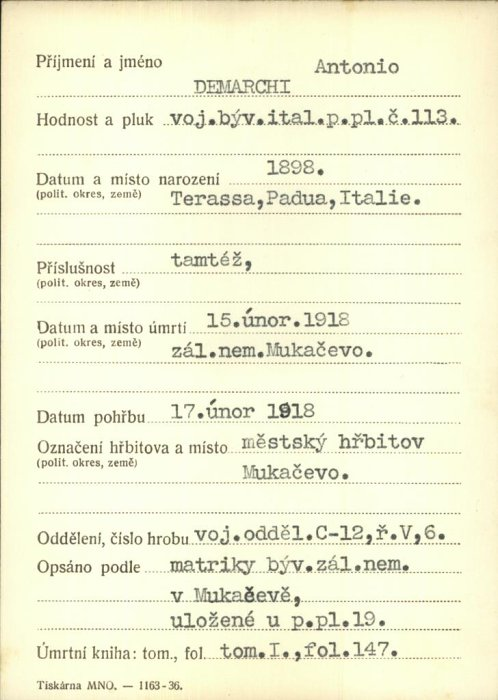 Příjmení a jméno Antonio
DEMARCHI
Hodnost a pluk voj.býv.ital.p.pl.č.113.
Datum a místo narození 1898.
(polit. okres, země) Terassa,Padua,Italie.
Příslušnost tamtéž,
(polit. okres, země)
Datum a místo úmrtí 15.únor.1918
(polit. okres, země) zál.nem.Mukačevo.
Datum pohřbu 17.únor 1918
Označení hřbitova a místo městský hřbitov
(polit. okres, země) Mukačevo.
Oddělení, číslo hrobu voj.odděl.C-12,ř.V,6.
Opsáno podle matriky býv.zál.nem.
v Mukačevě,
uložené u p.pl.19.
Úmrtní kniha: tom., fol. tom.I.,fol.147.
Tiskárna MNO. — 1163-36.